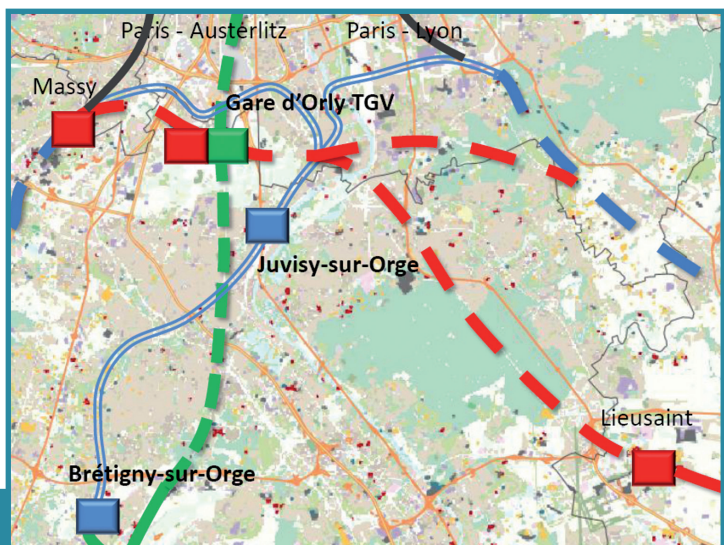 Paris - Austerlitz
Paris - Lyon
Massy
Gare d'Orly TGV
Juvisy-sur-Orge
Lieusaint
Brétigny-sur-Orge